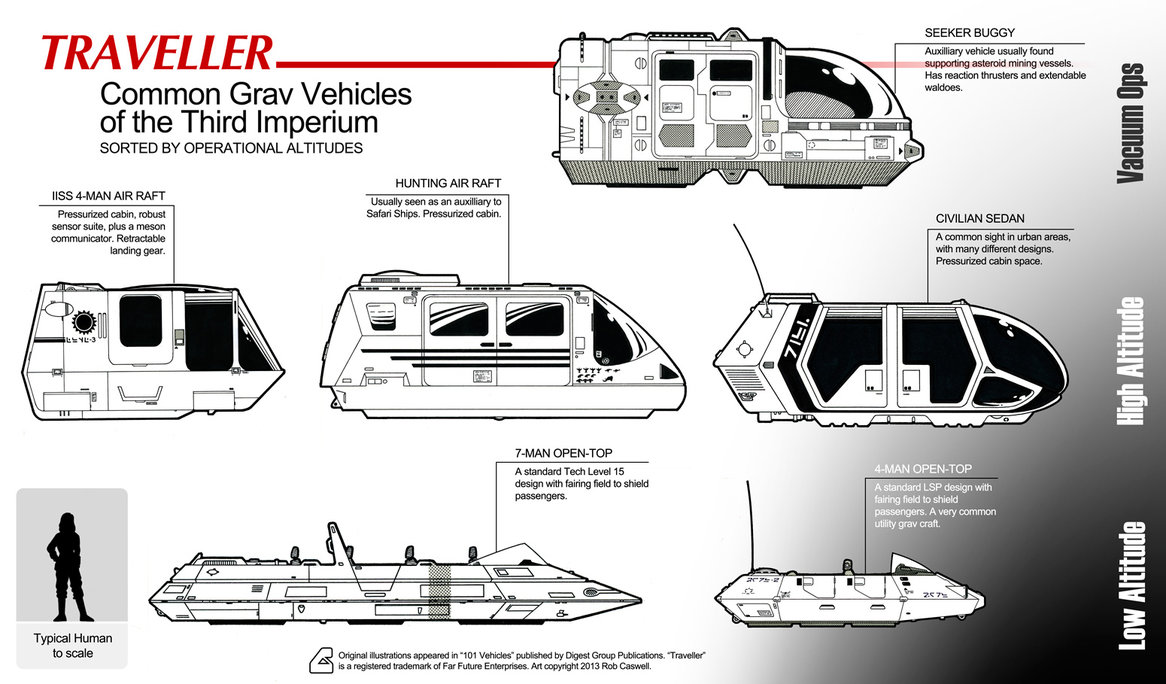 TRAVELLER
Common Grav Vehicles
of the Third Imperium
SORTED BY OPERATIONAL ALTITUDES
SEEKER BUGGY
Auxilliary vehicle usually found
supporting asteroid mining vessels.
Has reaction thrusters and extendable
waldoes.
Vacuum Ops
IISS 4-MAN AIR RAFT
Pressurized cabin, robust
sensor suite, plus a meson
communicator. Retractable
landing gear.
HUNTING AIR RAFT
Usually seen as an auxilliary to
Safari Ships. Pressurized cabin.
CIVILIAN SEDAN
A common sight in urban areas,
with many different designs.
Pressurized cabin space.
High Altitude
7-MAN OPEN-TOP
A standard Tech Level 15
design with fairing field to shield
passengers.
4-MAN OPEN-TOP
A standard LSP design with
fairing field to shield
passengers. A very common
utility grav craft.
Low Altitude
Typical Human
to scale
Original illustrations appeared in "101 Vehicles" published by Digest Group Publications. "Traveller"
is a registered trademark of Far Future Enterprises. Art copyright 2013 Rob Caswell.